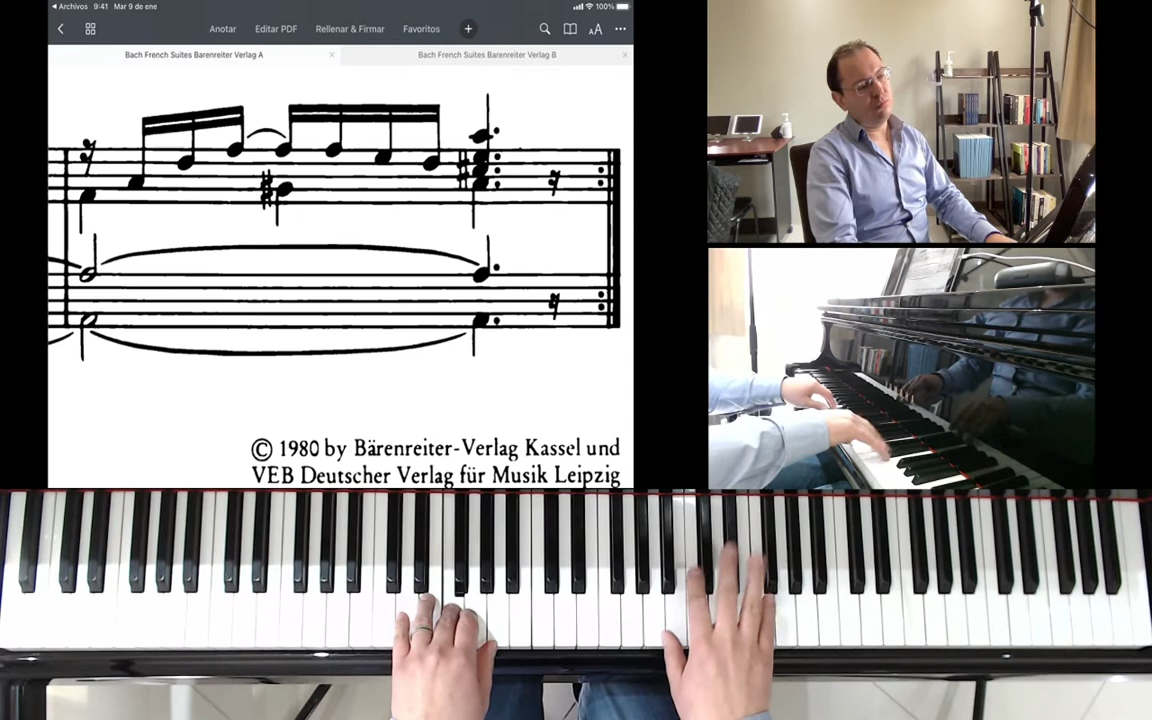 Archivos 9:41 Mar 9 de ene 100%
Anotar Editar PDF Rellenar & Firmar Favoritos + AA
Bach French Suites Barenreiter Verlag A × Bach French Suites Barenreiter Verlag B ×
© 1980 by Bärenreiter-Verlag Kassel und
VEB Deutscher Verlag für Musik Leipzig